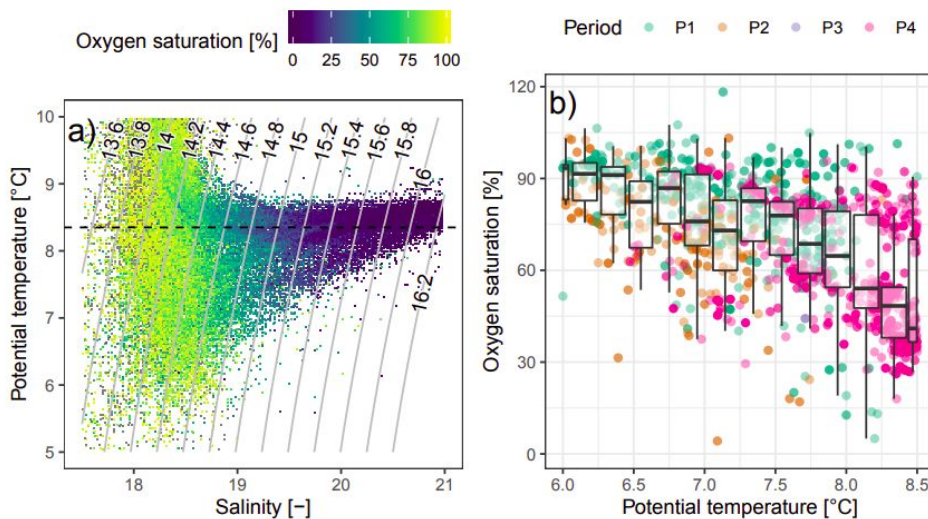 Oxygen saturation [%]
0 25 50 75 100
Period P1 P2 P3 P4
a)
13.6 13.8 14 14.2 14.4 14.6 14.8 15 15.2 15.4 15.6 15.8 16 16.2
Potential temperature [°C]
10
9
8
7
6
5
18 19 20 21
Salinity [−]
b)
Oxygen saturation [%]
120
90
60
30
0
6.0 6.5 7.0 7.5 8.0 8.5
Potential temperature [°C]